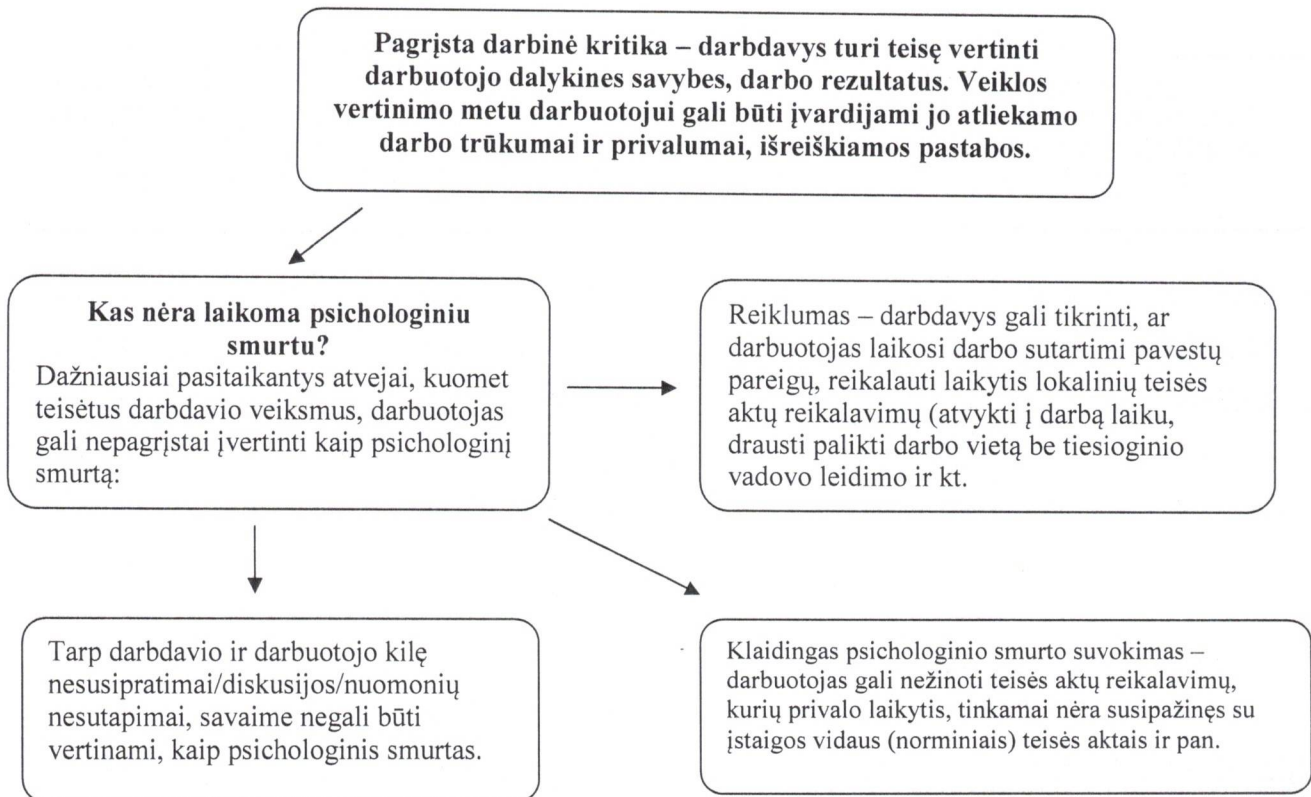 Pagrįsta darbinė kritika – darbdavys turi teisę vertinti
darbuotojo dalykines savybes, darbo rezultatus. Veiklos
vertinimo metu darbuotojui gali būti įvardijami jo atliekamo
darbo trūkumai ir privalumai, išreiškiamos pastabos.
Kas nėra laikoma psichologiniu
smurtu?
Dažniausiai pasitaikantys atvejai, kuomet
teisėtus darbdavio veiksmus, darbuotojas
gali nepagrįstai įvertinti kaip psichologinį
smurtą:
Reiklumas – darbdavys gali tikrinti, ar
darbuotojas laikosi darbo sutartimi pavestų
pareigų, reikalauti laikytis lokalinių teisės
aktų reikalavimų (atvykti į darbą laiku,
drausti palikti darbo vietą be tiesioginio
vadovo leidimo ir kt.
Tarp darbdavio ir darbuotojo kilę
nesusipratimai/diskusijos/nuomonių
nesutapimai, savaime negali būti
vertinami, kaip psichologinis smurtas.
Klaidingas psichologinio smurto suvokimas –
darbuotojas gali nežinoti teisės aktų reikalavimų,
kurių privalo laikytis, tinkamai nėra susipažinęs su
įstaigos vidaus (norminiais) teisės aktais ir pan.